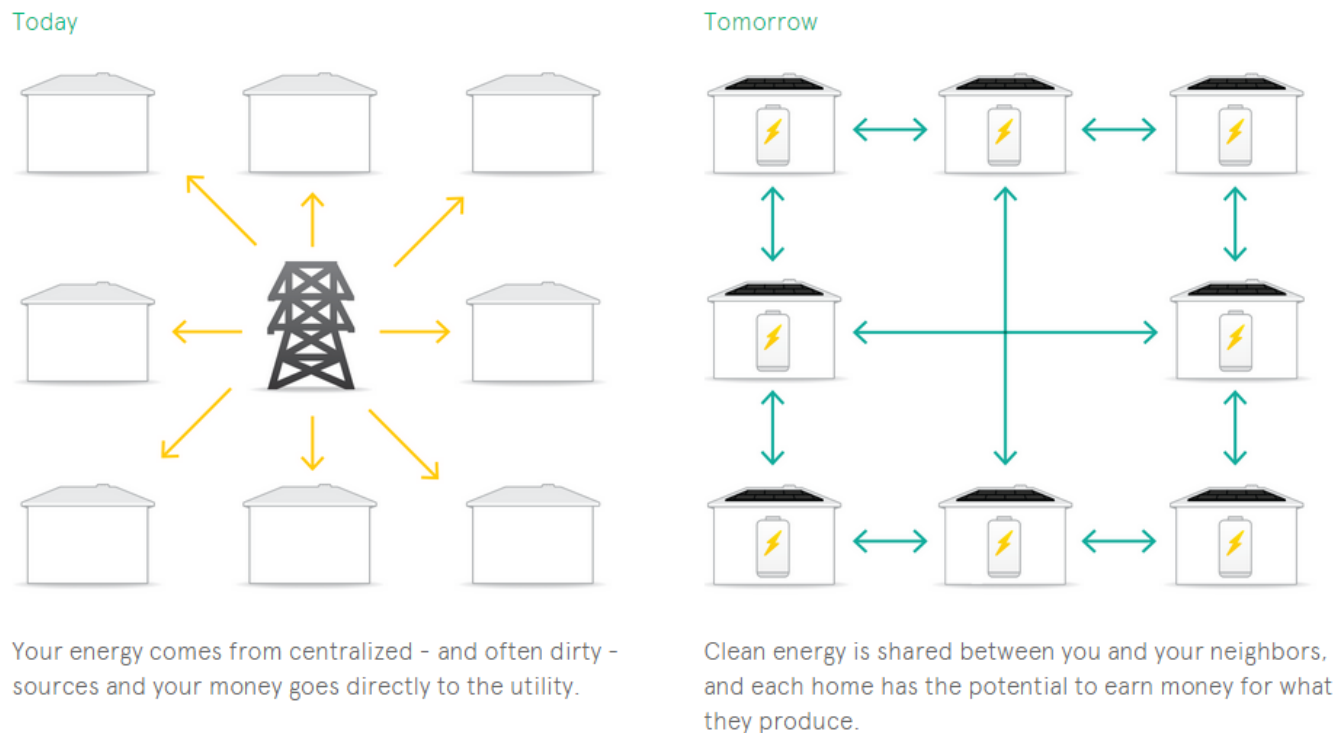 Today
Tomorrow
Your energy comes from centralized - and often dirty -
sources and your money goes directly to the utility.
Clean energy is shared between you and your neighbors,
and each home has the potential to earn money for what
they produce.